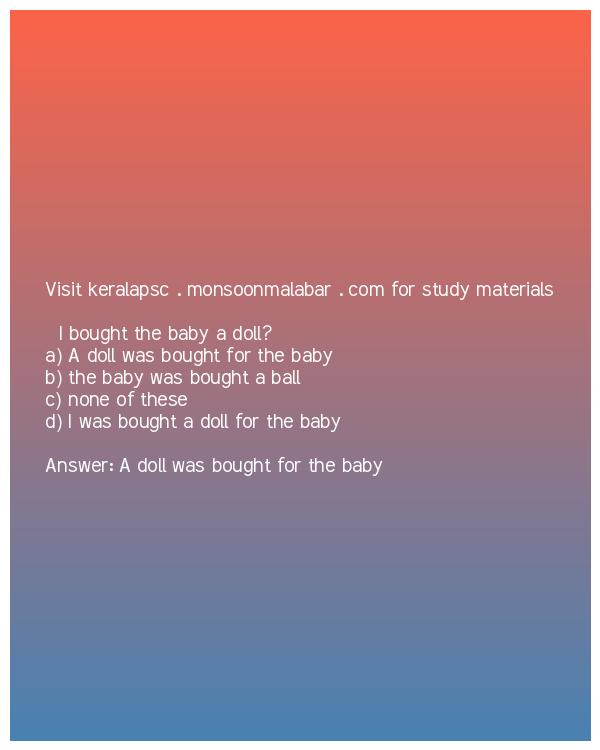 Visit keralapsc . monsoonmalabar . com for study materials
I bought the baby a doll?
a) A doll was bought for the baby
b) the baby was bought a ball
c) none of these
d) I was bought a doll for the baby
Answer: A doll was bought for the baby